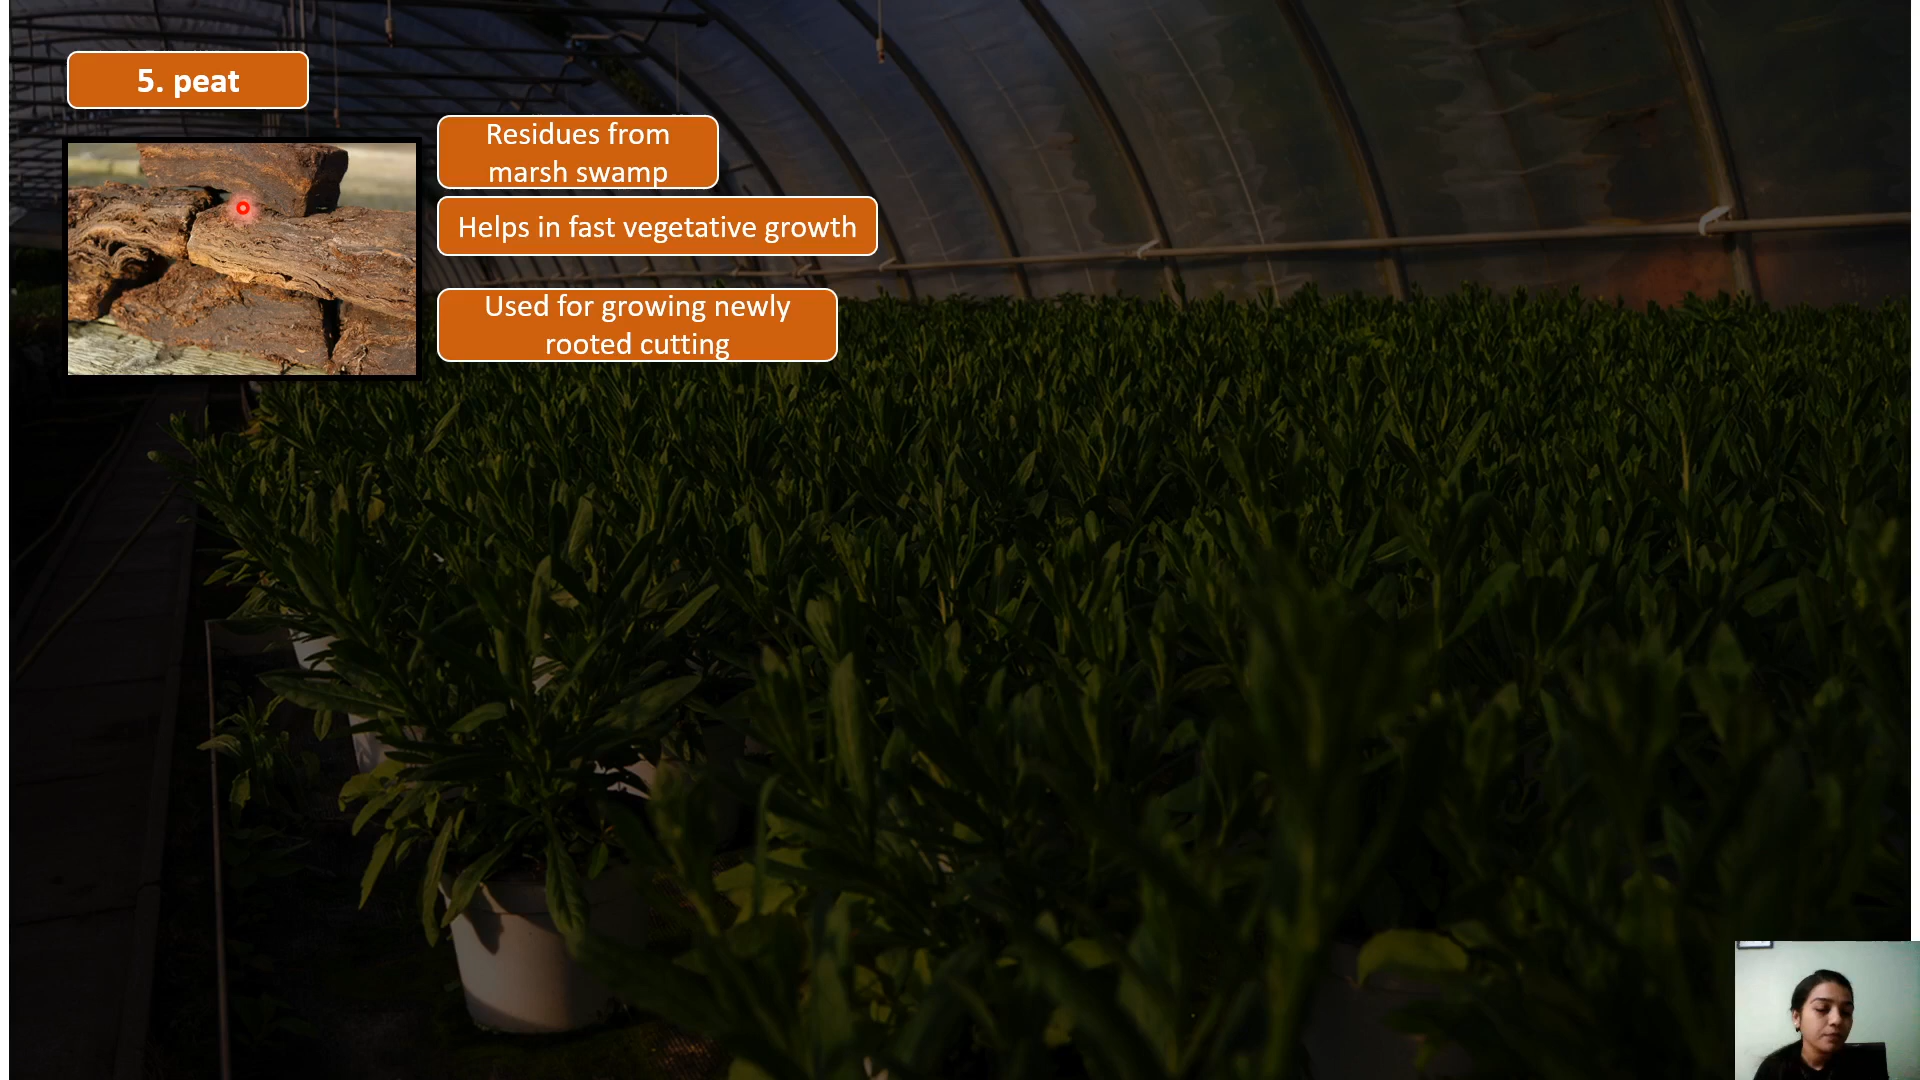 5. peat
Residues from
marsh swamp
Helps in fast vegetative growth
Used for growing newly
rooted cutting